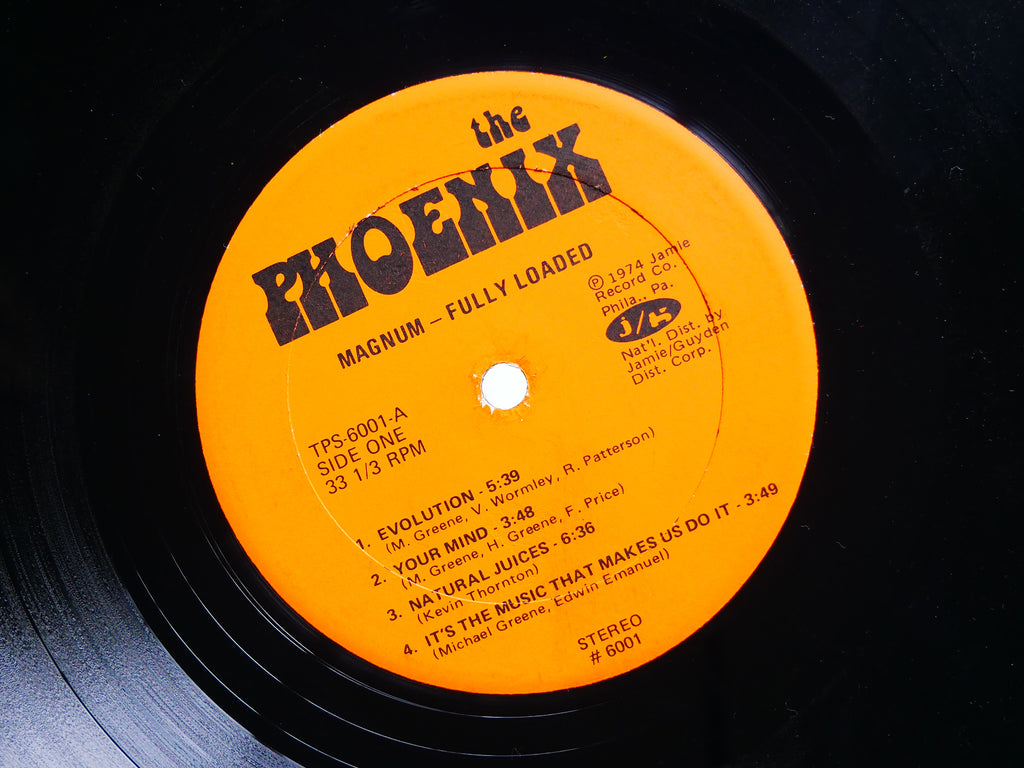 the
PHOENIX
MAGNUM — FULLY LOADED
℗ 1974 Jamie
Record Co.
Phila., Pa.
J/G
Nat'l. Dist. by
Jamie/Guyden
Dist. Corp.
TPS-6001-A
SIDE ONE
33 1/3 RPM
1. EVOLUTION - 5:39
(M. Greene, V. Wormley, R. Patterson)
2. YOUR MIND - 3:48
(M. Greene, H. Greene, F. Price)
3. NATURAL JUICES - 6:36
(Kevin Thornton)
4. IT'S THE MUSIC THAT MAKES US DO IT - 3:49
(Michael Greene, Edwin Emanuel)
STEREO
# 6001